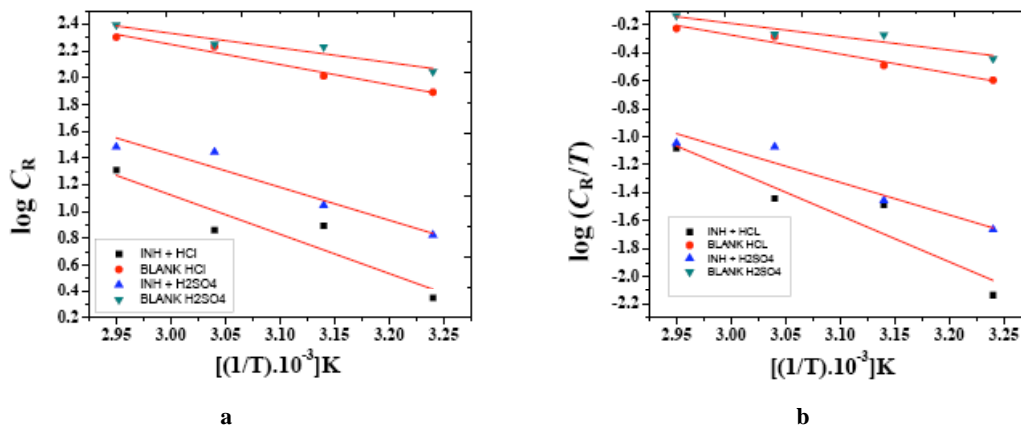 2.4
2.2
2.0
1.8
1.6
1.4
1.2
1.0
0.8
0.6
0.4
0.2
log C_R
INH + HCl
BLANK HCl
INH + H2SO4
BLANK H2SO4
2.95 3.00 3.05 3.10 3.15 3.20 3.25
[(1/T).10^-3]K
a
-0.2
-0.4
-0.6
-0.8
-1.0
-1.2
-1.4
-1.6
-1.8
-2.0
-2.2
log (C_R/T)
INH + HCL
BLANK HCL
INH + H2SO4
BLANK H2SO4
2.95 3.00 3.05 3.10 3.15 3.20 3.25
[(1/T).10^-3]K
b